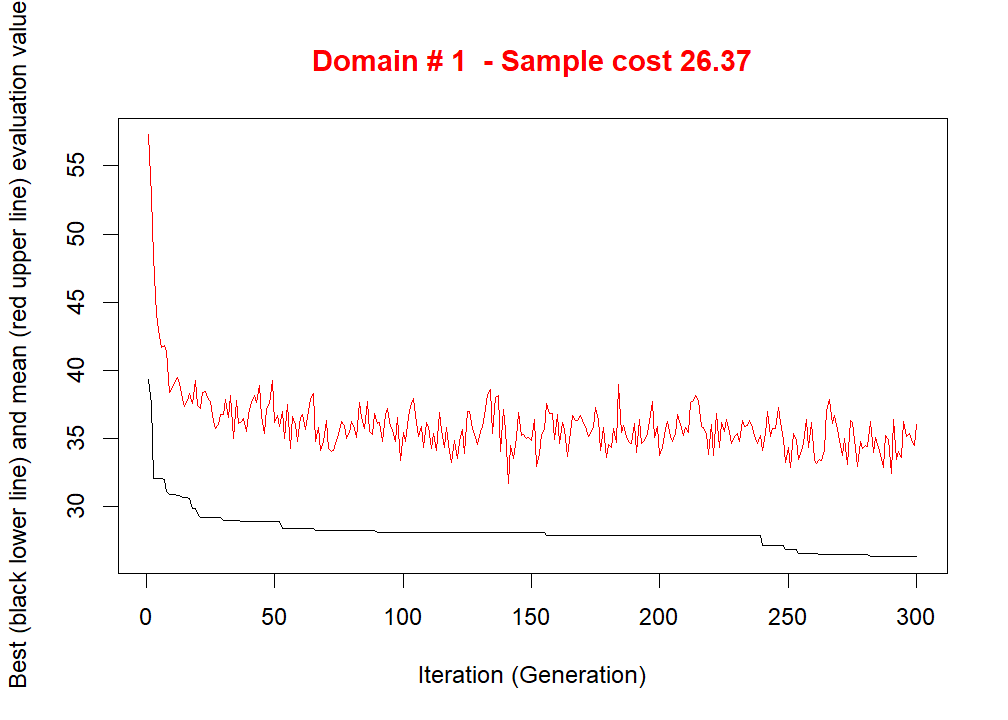 Domain # 1  - Sample cost 26.37
Best (black lower line) and mean (red upper line) evaluation value
55
50
45
40
35
30
0 50 100 150 200 250 300
Iteration (Generation)